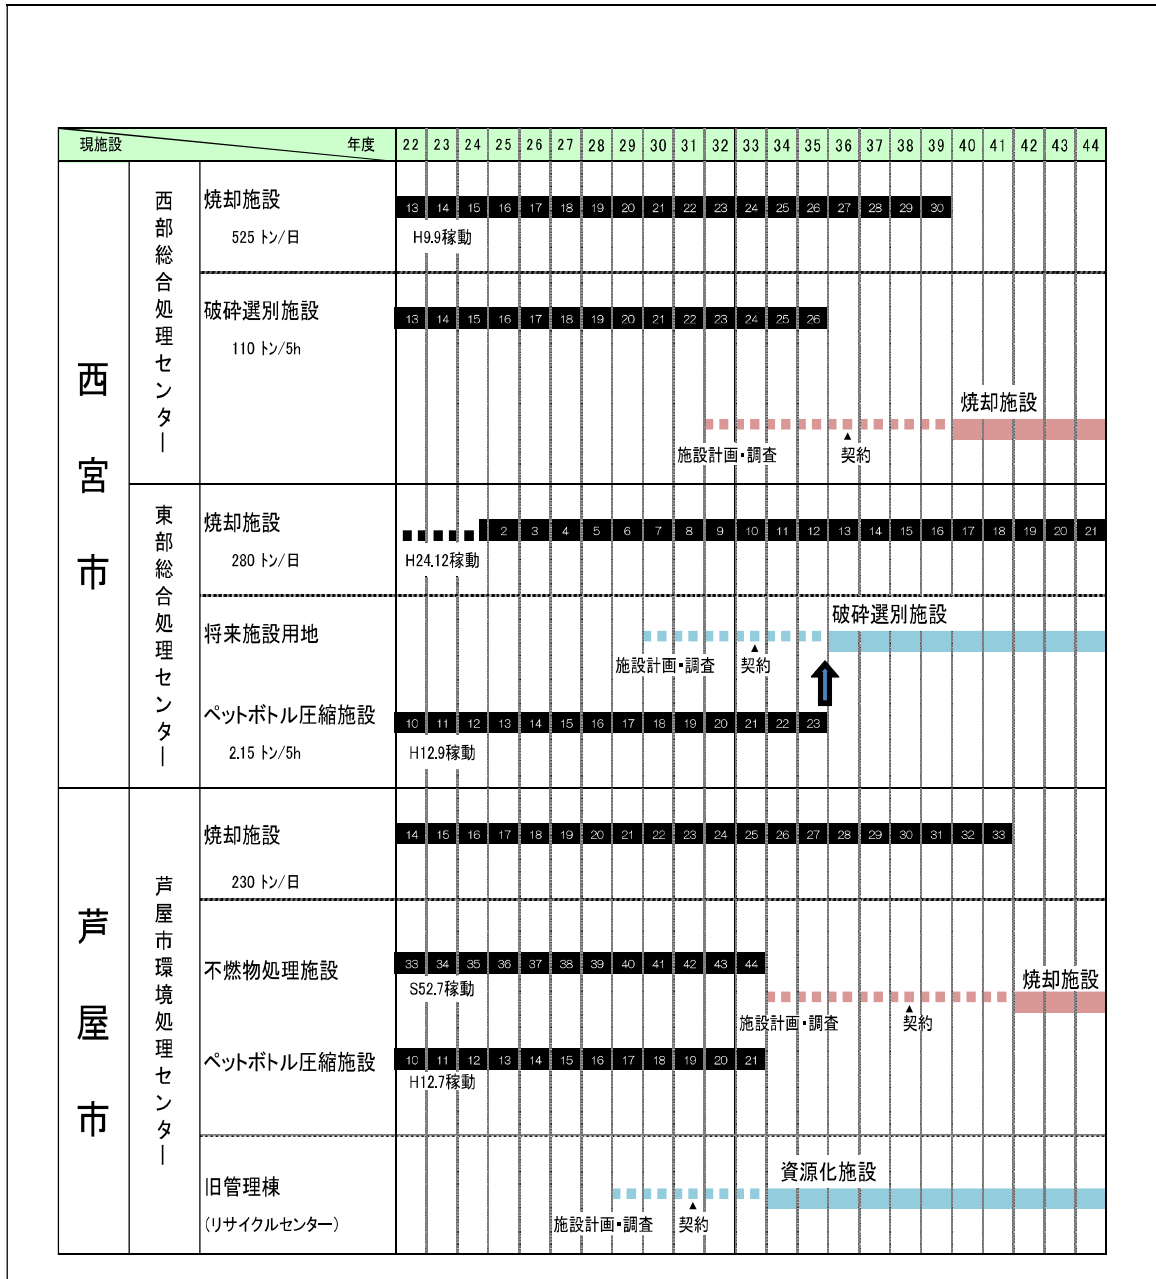 現施設 年度 22 23 24 25 26 27 28 29 30 31 32 33 34 35 36 37 38 39 40 41 42 43 44
西宮市
西部総合処理センター
焼却施設
13 14 15 16 17 18 19 20 21 22 23 24 25 26 27 28 29 30
525 トン/日
H9.9稼動
破砕選別施設
13 14 15 16 17 18 19 20 21 22 23 24 25 26
110 トン/5h
焼却施設
施設計画・調査
▲
契約
東部総合処理センター
焼却施設
2 3 4 5 6 7 8 9 10 11 12 13 14 15 16 17 18 19 20 21
280 トン/日
H24.12稼動
将来施設用地
破砕選別施設
施設計画・調査
▲
契約
ペットボトル圧縮施設
10 11 12 13 14 15 16 17 18 19 20 21 22 23
2.15 トン/5h
H12.9稼動
芦屋市
芦屋市環境処理センター
焼却施設
14 15 16 17 18 19 20 21 22 23 24 25 26 27 28 29 30 31 32 33
230 トン/日
不燃物処理施設
33 34 35 36 37 38 39 40 41 42 43 44
S52.7稼動
焼却施設
施設計画・調査
▲
契約
ペットボトル圧縮施設
10 11 12 13 14 15 16 17 18 19 20 21
H12.7稼動
旧管理棟
(リサイクルセンター)
資源化施設
施設計画・調査
▲
契約